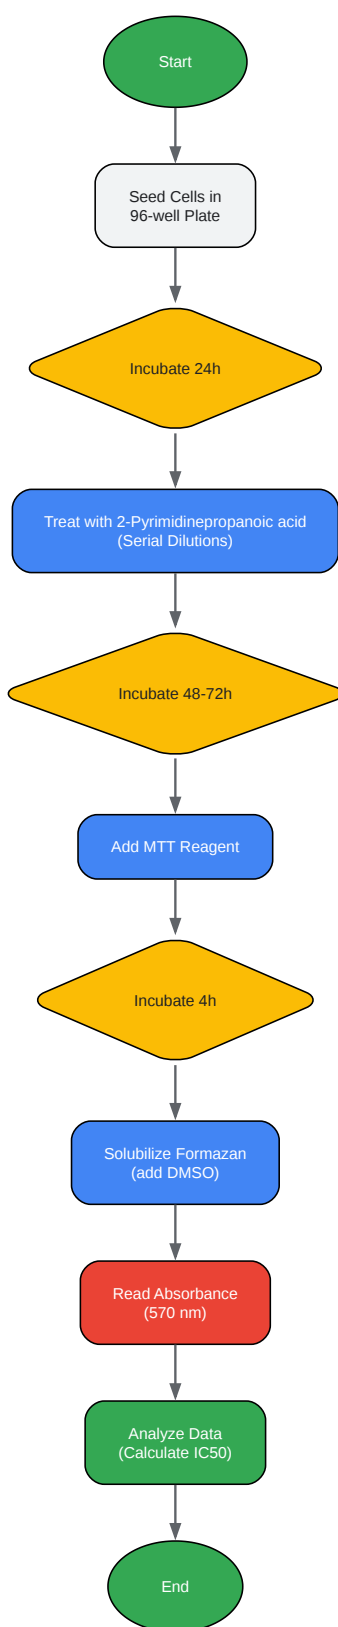 Start
Seed Cells in
96-well Plate
Incubate 24h
Treat with 2-Pyrimidinepropanoic acid
(Serial Dilutions)
Incubate 48-72h
Add MTT Reagent
Incubate 4h
Solubilize Formazan
(add DMSO)
Read Absorbance
(570 nm)
Analyze Data
(Calculate IC50)
End